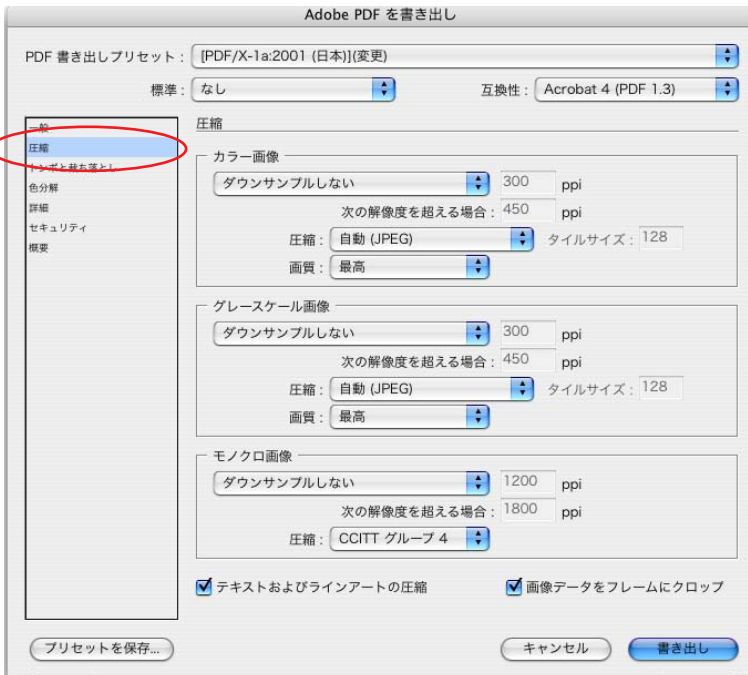 Adobe PDF を書き出し
PDF 書き出しプリセット : [PDF/X-1a:2001 (日本)](変更)
標準 : なし 互換性 : Acrobat 4 (PDF 1.3)
一般
圧縮
トンボと裁ち落とし
色分解
詳細
セキュリティ
概要
圧縮
カラー画像
ダウンサンプルしない 300 ppi
次の解像度を超える場合 : 450 ppi
圧縮 : 自動 (JPEG) タイルサイズ : 128
画質 : 最高
グレースケール画像
ダウンサンプルしない 300 ppi
次の解像度を超える場合 : 450 ppi
圧縮 : 自動 (JPEG) タイルサイズ : 128
画質 : 最高
モノクロ画像
ダウンサンプルしない 1200 ppi
次の解像度を超える場合 : 1800 ppi
圧縮 : CCITT グループ 4
テキストおよびラインアートの圧縮 画像データをフレームにクロップ
プリセットを保存... キャンセル 書き出し